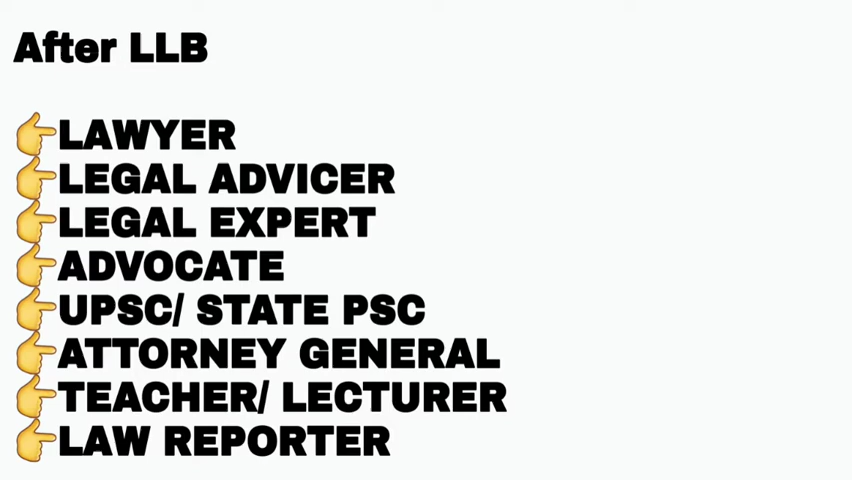 After LLB
👉LAWYER
👉LEGAL ADVICER
👉LEGAL EXPERT
👉ADVOCATE
👉UPSC/ STATE PSC
👉ATTORNEY GENERAL
👉TEACHER/ LECTURER
👉LAW REPORTER